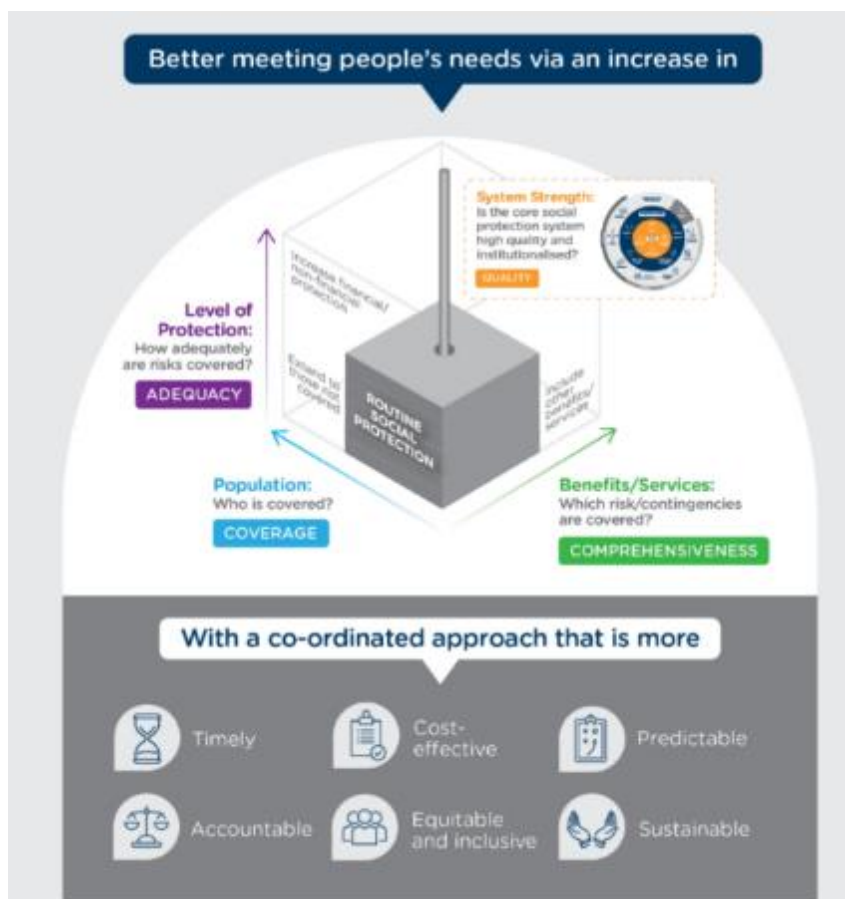 Better meeting people's needs via an increase in
System Strength:
Is the core social
protection system
high quality and
institutionalised?
QUALITY
Increase financial/
non-financial
protection
Level of
Protection:
How adequately
are risks covered?
ADEQUACY
Extend to
those not
covered
ROUTINE
SOCIAL
PROTECTION
Include
other
benefits/
services
Population:
Who is covered?
COVERAGE
Benefits/Services:
Which risk/contingencies
are covered?
COMPREHENSIVENESS
With a co-ordinated approach that is more
Timely
Cost-
effective
Predictable
Accountable
Equitable
and inclusive
Sustainable